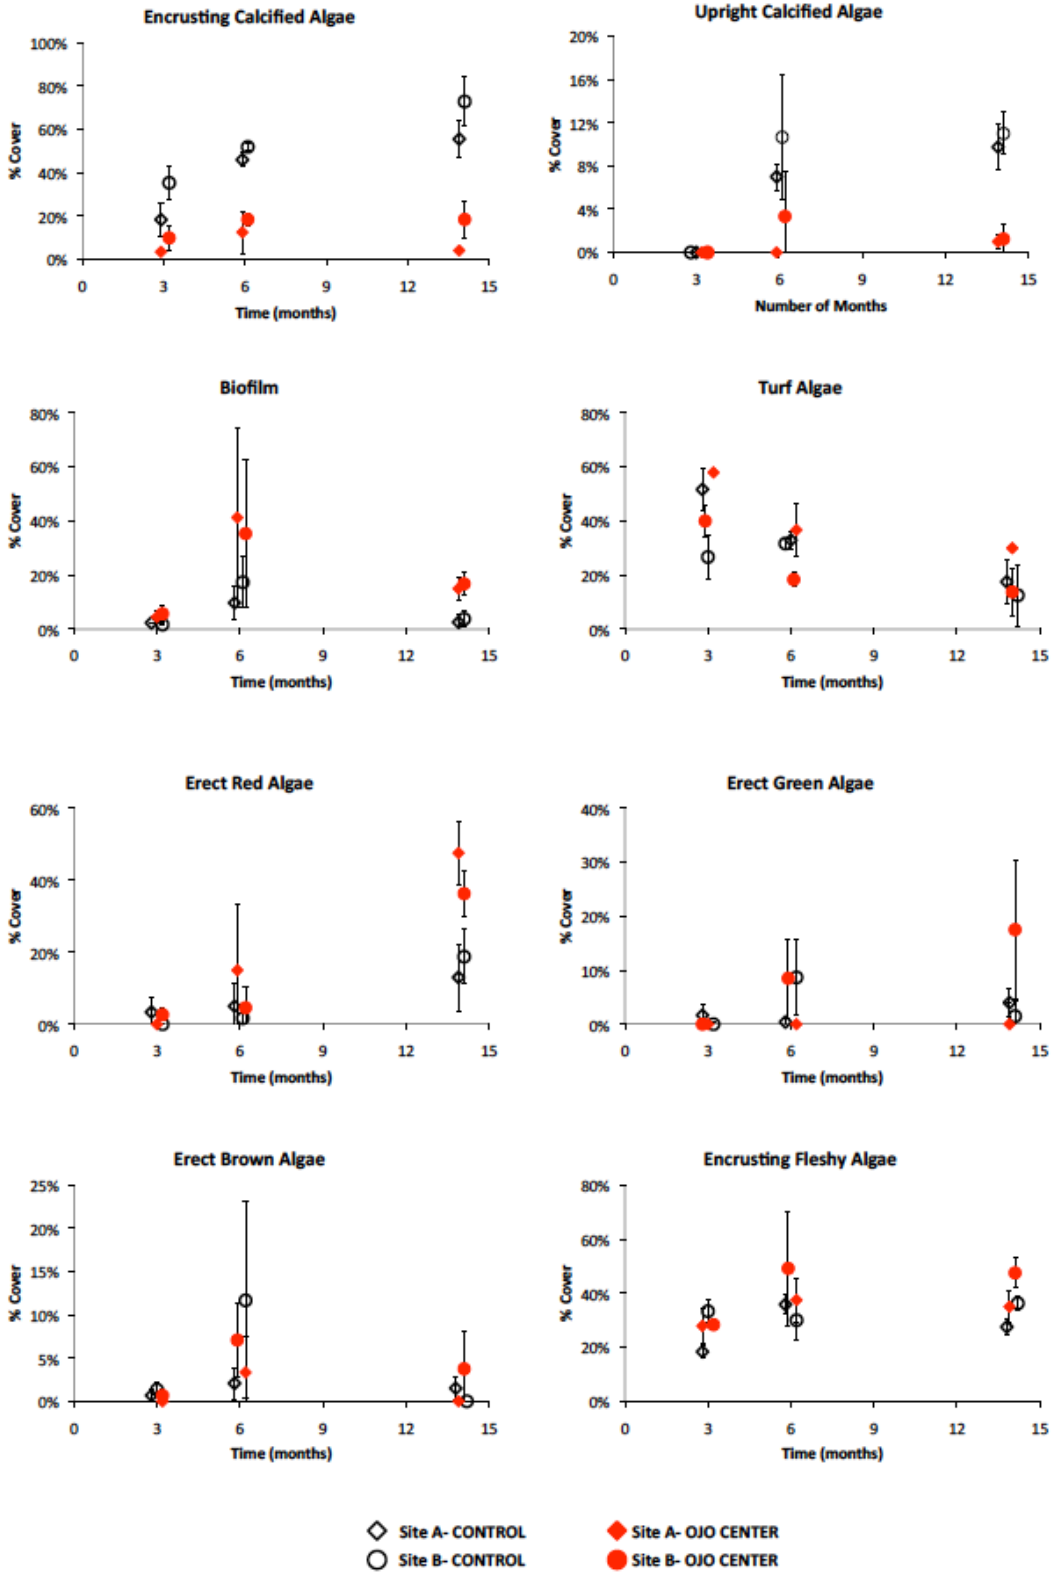 Encrusting Calcified Algae
100%
80%
60%
40%
20%
0%
% Cover
0 3 6 9 12 15
Time (months)
Upright Calcified Algae
20%
16%
12%
8%
4%
0%
% Cover
0 3 6 9 12 15
Number of Months
Biofilm
80%
60%
40%
20%
0%
% Cover
0 3 6 9 12 15
Time (months)
Turf Algae
80%
60%
40%
20%
0%
% Cover
0 3 6 9 12 15
Time (months)
Erect Red Algae
60%
40%
20%
0%
% Cover
0 3 6 9 12 15
Time (months)
Erect Green Algae
40%
30%
20%
10%
0%
% Cover
0 3 6 9 12 15
Time (months)
Erect Brown Algae
25%
20%
15%
10%
5%
0%
% Cover
0 3 6 9 12 15
Time (months)
Encrusting Fleshy Algae
80%
60%
40%
20%
0%
% Cover
0 3 6 9 12 15
Time (months)
Site A- CONTROL
Site A- OJO CENTER
Site B- CONTROL
Site B- OJO CENTER